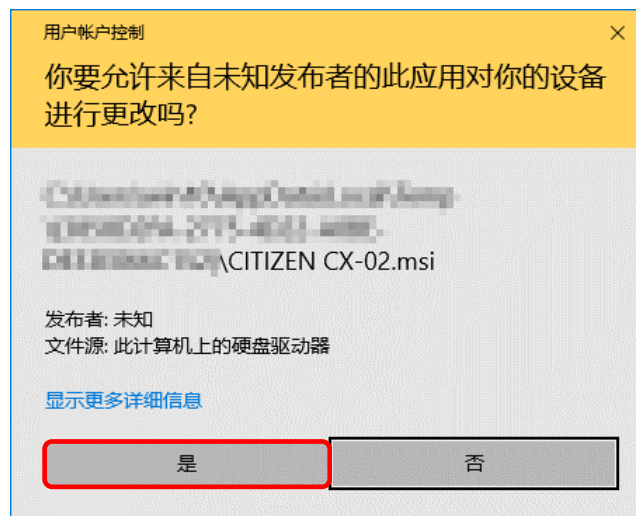 用户帐户控制
你要允许来自未知发布者的此应用对你的设备
进行更改吗?
\CITIZEN CX-02.msi
发布者: 未知
文件源: 此计算机上的硬盘驱动器
显示更多详细信息
是
否